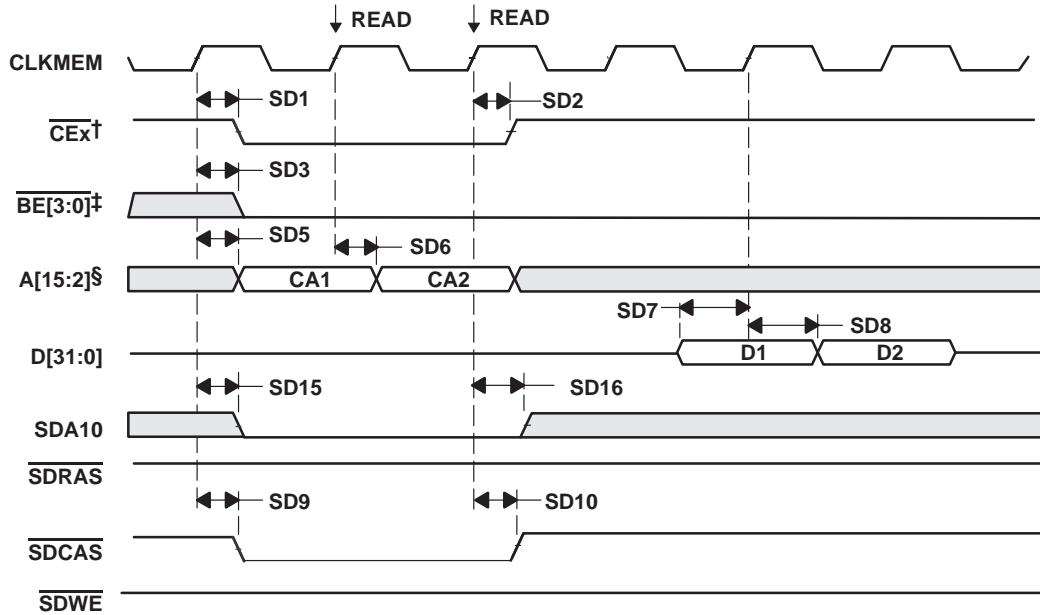 READ READ
CLKMEM
SD1 SD2
CEx†
SD3
BE[3:0]‡
SD5 SD6
A[15:2]§ CA1 CA2
SD7 SD8
D[31:0] D1 D2
SD15 SD16
SDA10
SDRAS
SD9 SD10
SDCAS
SDWE